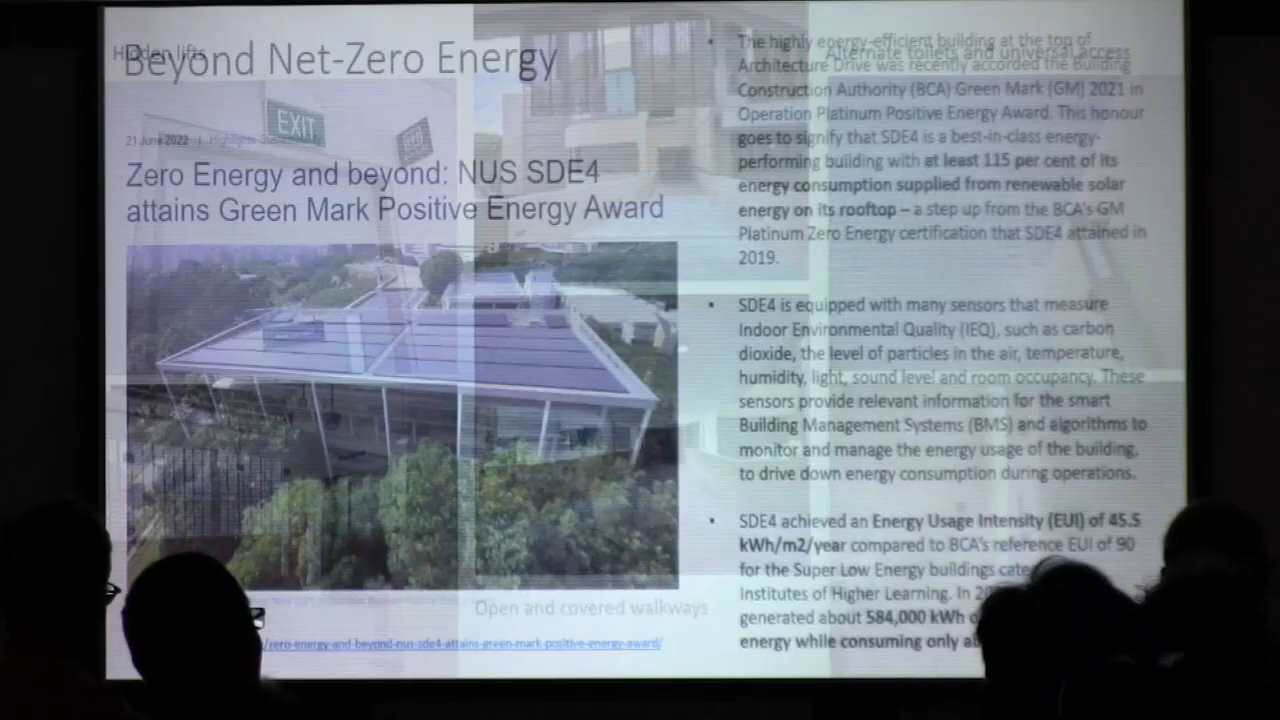 Hidden lifts
Beyond Net-Zero Energy
EXIT
21 June 2022 | Highlights Sustainability
Zero Energy and beyond: NUS SDE4
attains Green Mark Positive Energy Award
Open and covered walkways
/zero-energy-and-beyond-nus-sde4-attains-green-mark-positive-energy-award/
Alternate toilets and universal access
• The highly energy-efficient building at the top of
Architecture Drive was recently accorded the Building
Construction Authority (BCA) Green Mark (GM) 2021 in
Operation Platinum Positive Energy Award. This honour
goes to signify that SDE4 is a best-in-class energy-
performing building with at least 115 per cent of its
energy consumption supplied from renewable solar
energy on its rooftop – a step up from the BCA's GM
Platinum Zero Energy certification that SDE4 attained in
2019.
• SDE4 is equipped with many sensors that measure
Indoor Environmental Quality (IEQ), such as carbon
dioxide, the level of particles in the air, temperature,
humidity, light, sound level and room occupancy. These
sensors provide relevant information for the smart
Building Management Systems (BMS) and algorithms to
monitor and manage the energy usage of the building,
to drive down energy consumption during operations.
• SDE4 achieved an Energy Usage Intensity (EUI) of 45.5
kWh/m2/year compared to BCA's reference EUI of 90
for the Super Low Energy buildings cate
Institutes of Higher Learning. In 20
generated about 584,000 kWh
energy while consuming only